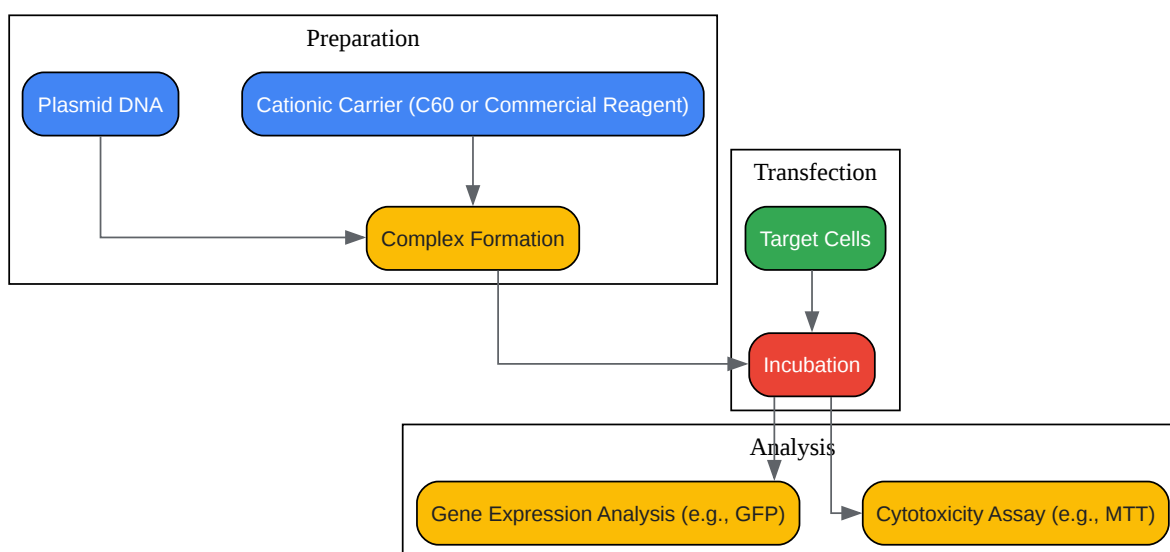 Preparation
Plasmid DNA
Cationic Carrier (C60 or Commercial Reagent)
Complex Formation
Transfection
Target Cells
Incubation
Analysis
Gene Expression Analysis (e.g., GFP)
Cytotoxicity Assay (e.g., MTT)